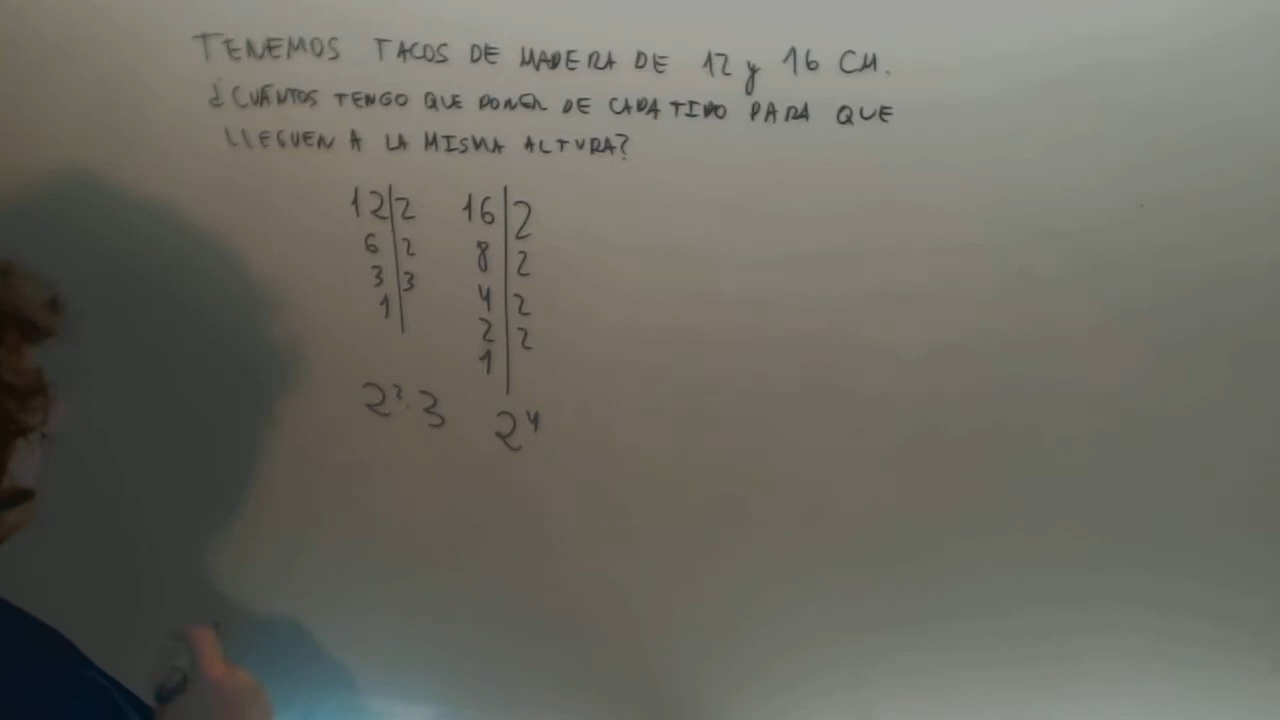 TENEMOS TACOS DE MADERA DE 12 y 16 CM.
¿CUÁNTOS TENGO QUE PONER DE CADA TIPO PARA QUE
LLEGUEN A LA MISMA ALTURA?
12|2 16|2
6|2 8|2
3|3 4|2
1| 2|2
1|
2²·3 2⁴